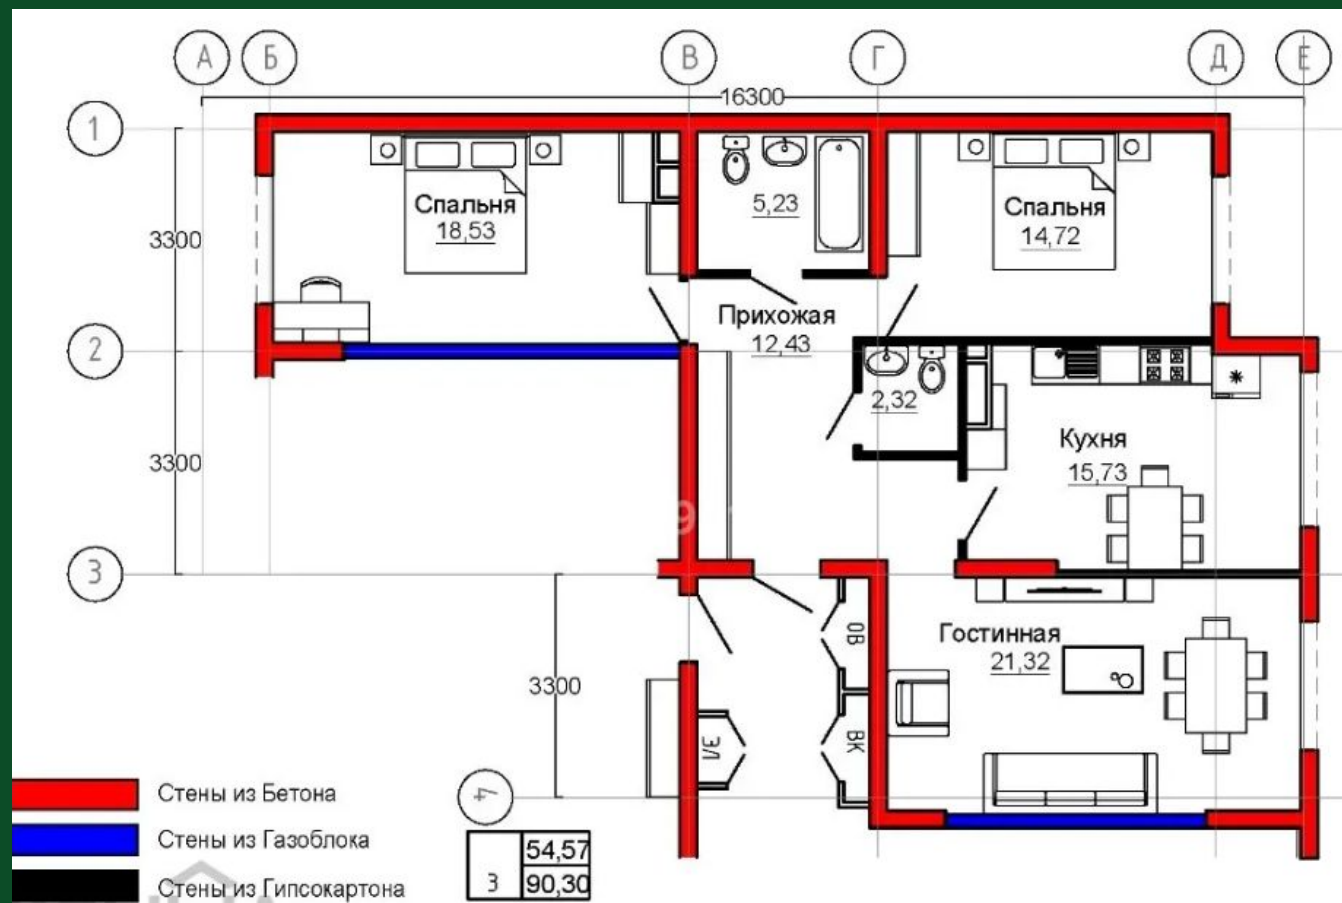 А Б В Г Д Е
16300
1
Спальня
18,53
5,23
Спальня
14,72
3300
Прихожая
12,43
2
2,32
Кухня
15,73
3300
3
ОВ
Гостинная
21,32
3300
ВК
ЭЛ
Стены из Бетона
4
Стены из Газоблока
54,57
3 90,30
Стены из Гипсокартона